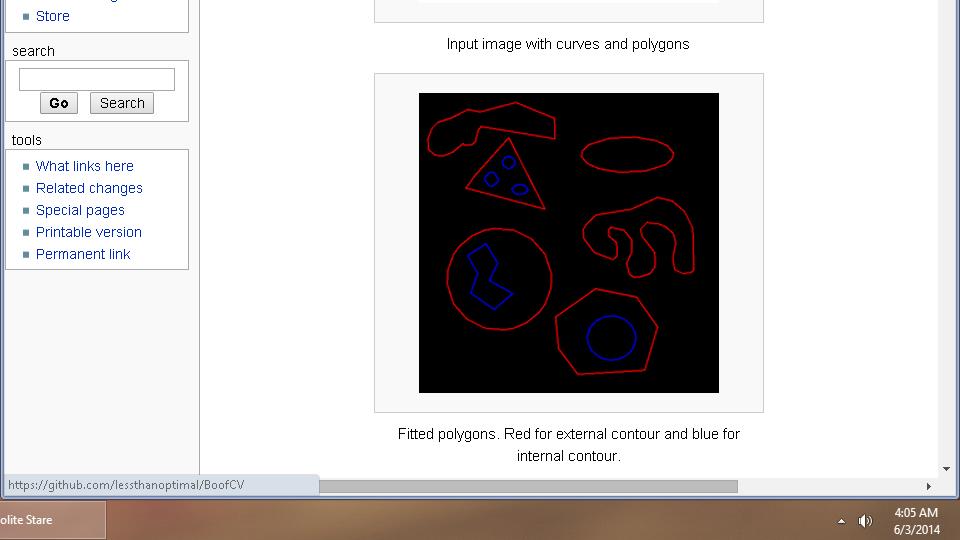 Store
search
Go Search
tools
What links here
Related changes
Special pages
Printable version
Permanent link
Input image with curves and polygons
Fitted polygons. Red for external contour and blue for
internal contour.
https://github.com/lessthanoptimal/BoofCV
olite Stare
4:05 AM
6/3/2014